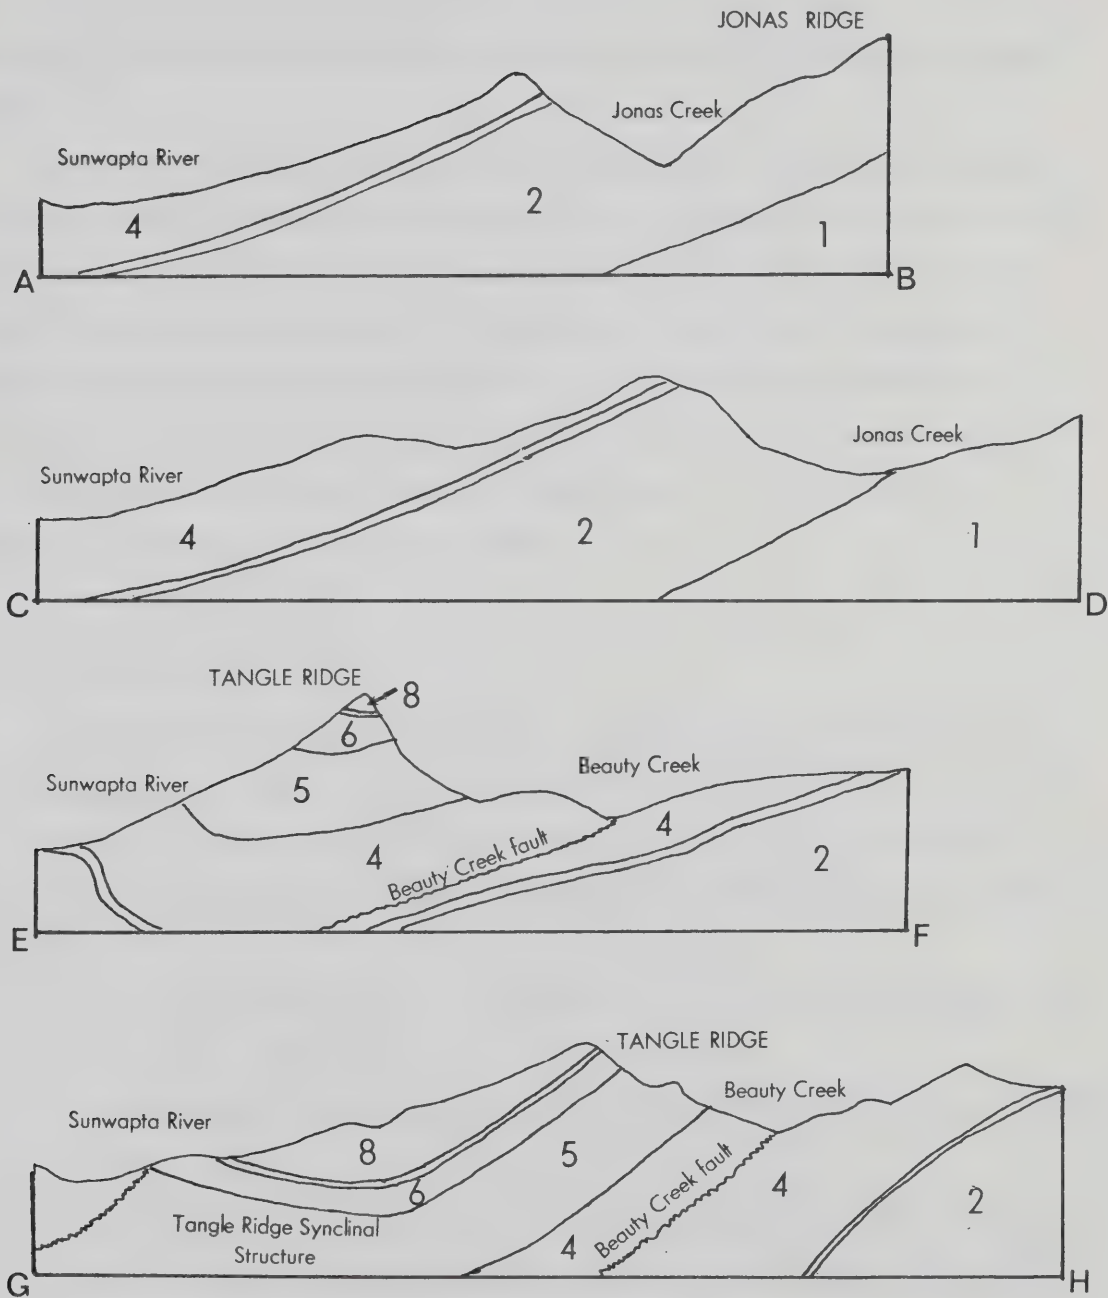 JONAS RIDGE
Jonas Creek
Sunwapta River
2
4
1
A
B
Jonas Creek
Sunwapta River
4
2
1
C
D
TANGLE RIDGE
8
6
Beauty Creek
Sunwapta River
5
4
4
2
Beauty Creek fault
E
F
TANGLE RIDGE
Beauty Creek
Sunwapta River
8
5
6
4
2
Beauty Creek fault
Tangle Ridge Synclinal
Structure
4
G
H